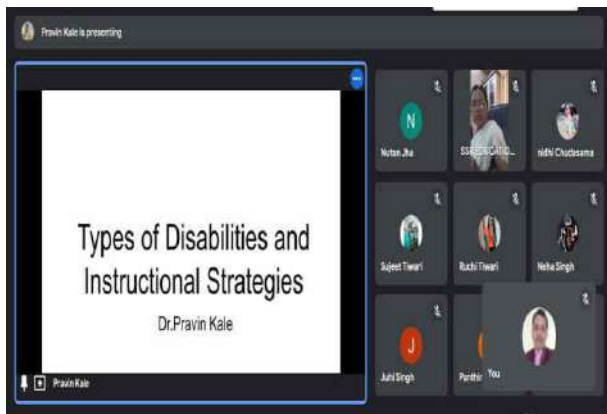 Pravin Kale is presenting
Types of Disabilities and
Instructional Strategies
Dr.Pravin Kale
Pravin Kale
N
Nutan Jha
nidhi Chudasama
Sujeet Tiwari
Ruchi Tiwari
Neha Singh
J
Juhi Singh
You